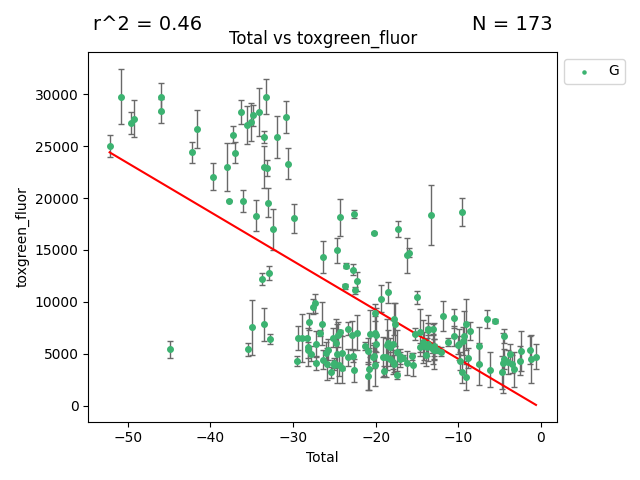 r^2 = 0.46 N = 173
Total vs toxgreen_fluor
G
30000
25000
20000
15000
10000
5000
0
toxgreen_fluor
−50 −40 −30 −20 −10 0
Total